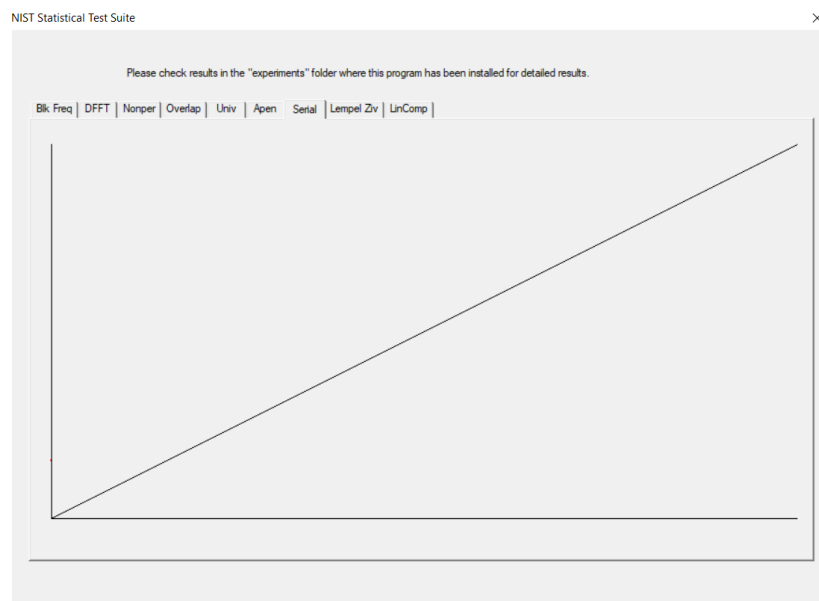 NIST Statistical Test Suite
Please check results in the "experiments" folder where this program has been installed for detailed results.
Blk Freq DFFT Nonper Overlap Univ Apen Serial Lempel Ziv LinComp